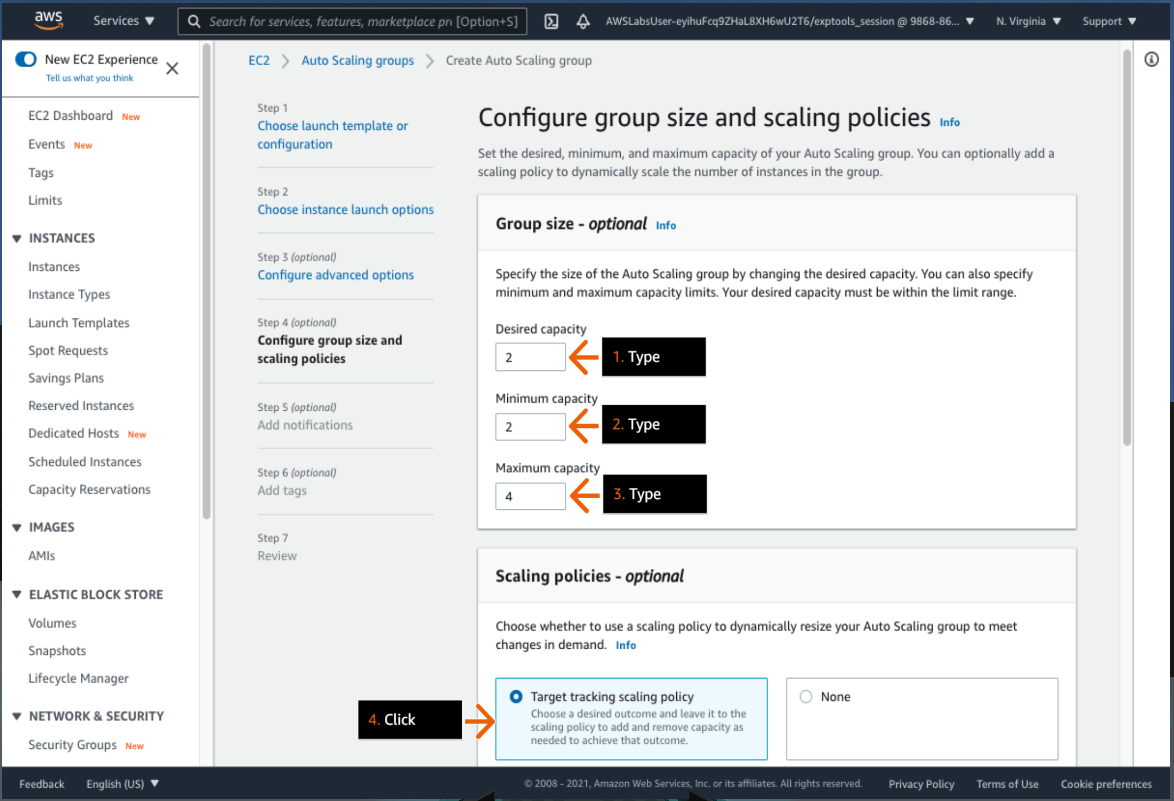 aws
Services ▼
Search for services, features, marketplace pr [Option+S]
AWSLabsUser-eyihuFcq9ZHaL8XH6wU2T6/exptools_session @ 9868-86... ▼
N. Virginia ▼
Support ▼
New EC2 Experience
Tell us what you think
EC2 Dashboard New
Events New
Tags
Limits
▼ INSTANCES
Instances
Instance Types
Launch Templates
Spot Requests
Savings Plans
Reserved Instances
Dedicated Hosts New
Scheduled Instances
Capacity Reservations
▼ IMAGES
AMIs
▼ ELASTIC BLOCK STORE
Volumes
Snapshots
Lifecycle Manager
▼ NETWORK & SECURITY
Security Groups New
EC2 > Auto Scaling groups > Create Auto Scaling group
Step 1
Choose launch template or
configuration
Step 2
Choose instance launch options
Step 3 (optional)
Configure advanced options
Step 4 (optional)
Configure group size and
scaling policies
Step 5 (optional)
Add notifications
Step 6 (optional)
Add tags
Step 7
Review
Configure group size and scaling policies Info
Set the desired, minimum, and maximum capacity of your Auto Scaling group. You can optionally add a
scaling policy to dynamically scale the number of instances in the group.
Group size - optional Info
Specify the size of the Auto Scaling group by changing the desired capacity. You can also specify
minimum and maximum capacity limits. Your desired capacity must be within the limit range.
Desired capacity
2
1. Type
Minimum capacity
2
2. Type
Maximum capacity
4
3. Type
Scaling policies - optional
Choose whether to use a scaling policy to dynamically resize your Auto Scaling group to meet
changes in demand. Info
4. Click
Target tracking scaling policy
Choose a desired outcome and leave it to the
scaling policy to add and remove capacity as
needed to achieve that outcome.
None
Feedback
English (US) ▼
© 2008 - 2021, Amazon Web Services, Inc. or its affiliates. All rights reserved.
Privacy Policy
Terms of Use
Cookie preferences